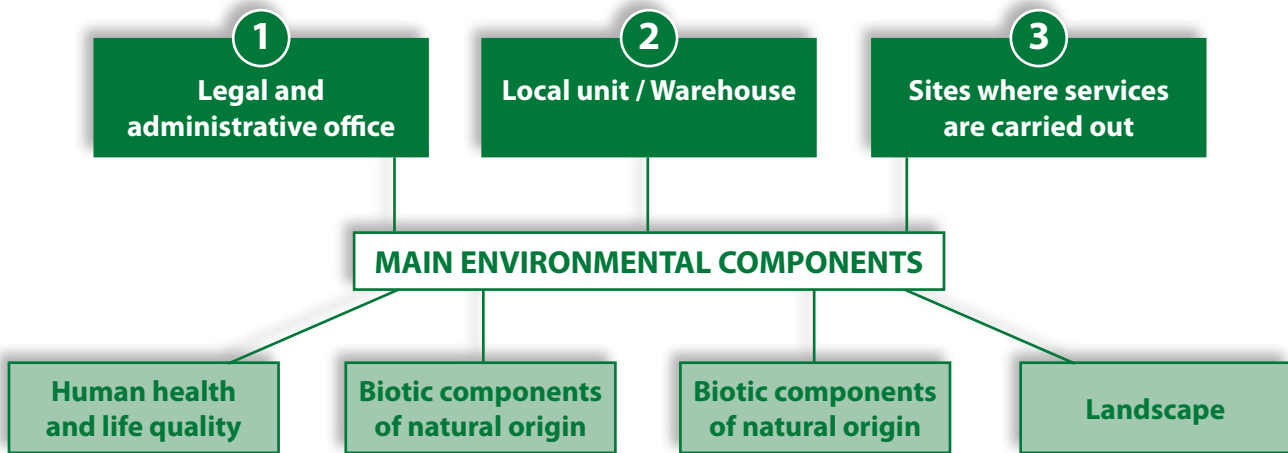 1
Legal and
administrative office
2
Local unit / Warehouse
3
Sites where services
are carried out
MAIN ENVIRONMENTAL COMPONENTS
Human health
and life quality
Biotic components
of natural origin
Biotic components
of natural origin
Landscape